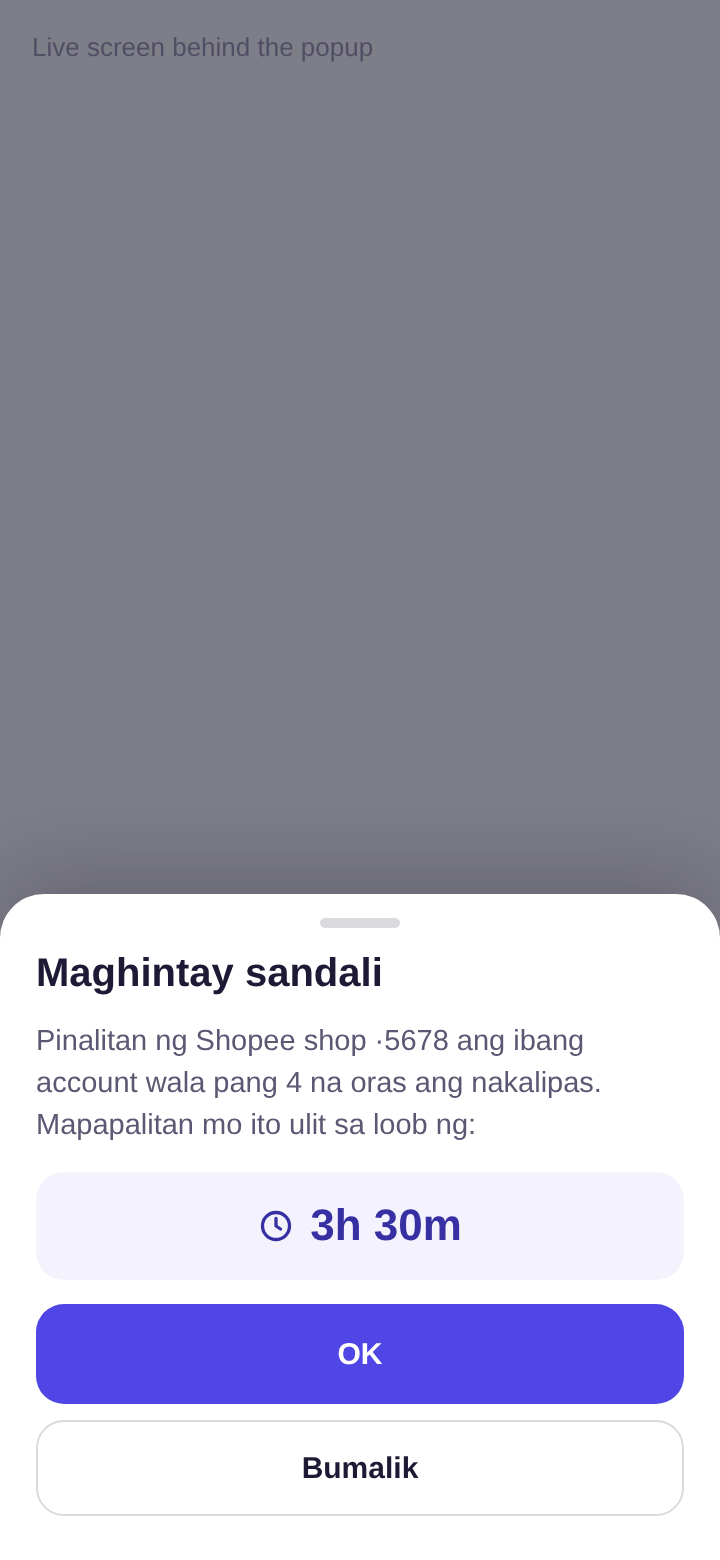 Live screen behind the popup
Maghintay sandali
Pinalitan ng Shopee shop ·5678 ang ibang
account wala pang 4 na oras ang nakalipas.
Mapapalitan mo ito ulit sa loob ng:
3h 30m
OK
Bumalik